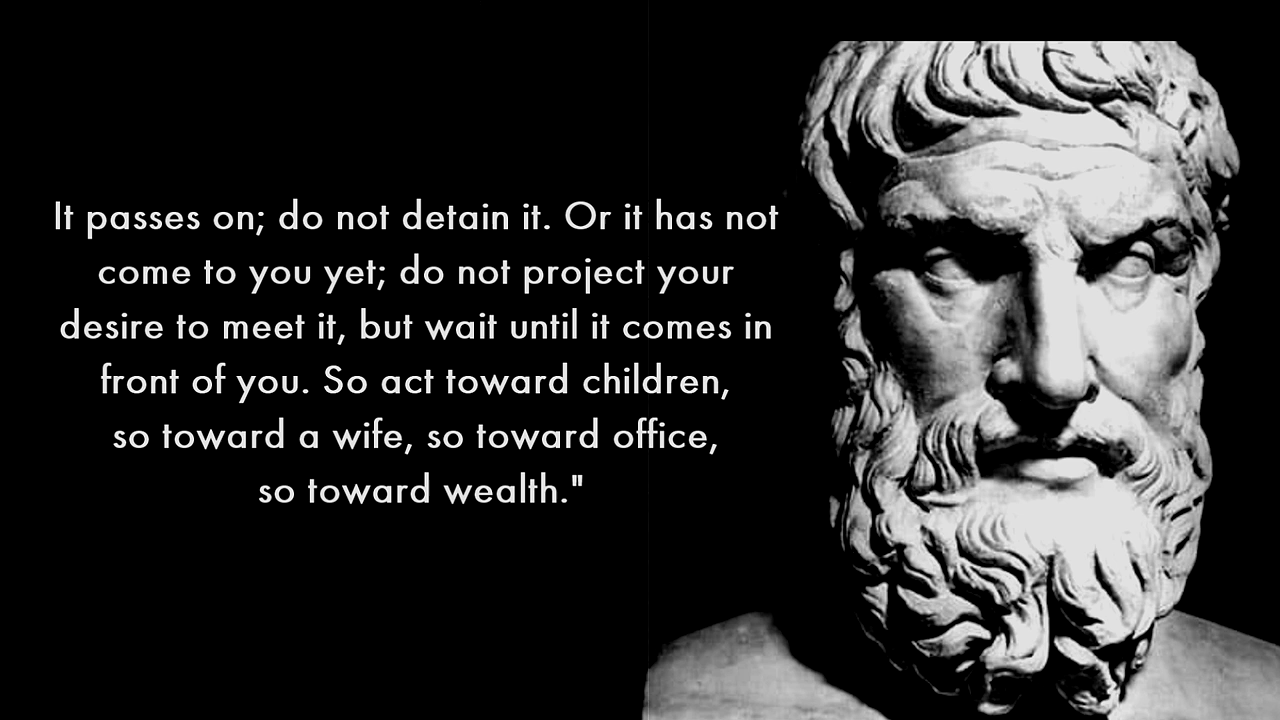 It passes on; do not detain it. Or it has not
come to you yet; do not project your
desire to meet it, but wait until it comes in
front of you. So act toward children,
so toward a wife, so toward office,
so toward wealth."